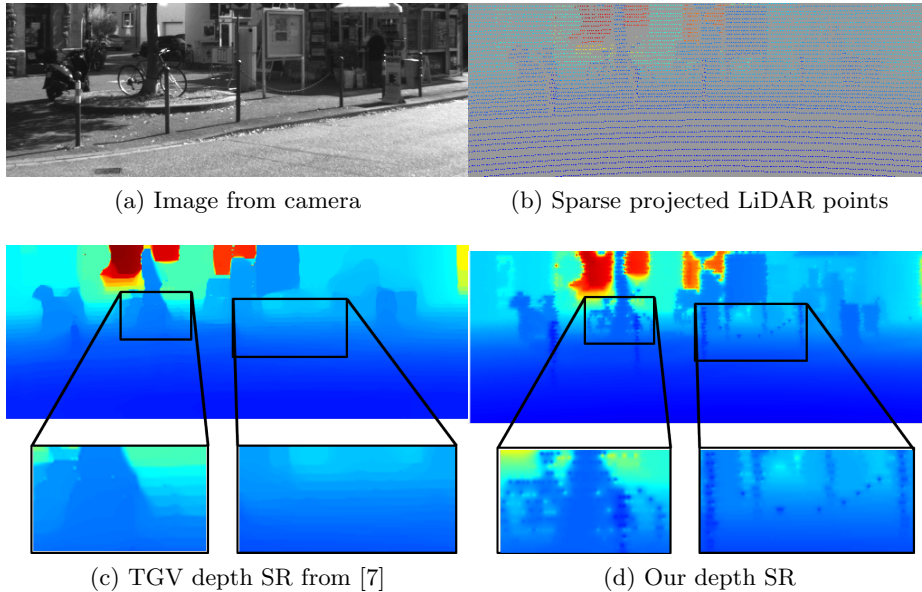 (a) Image from camera
(b) Sparse projected LiDAR points
(c) TGV depth SR from [7]
(d) Our depth SR